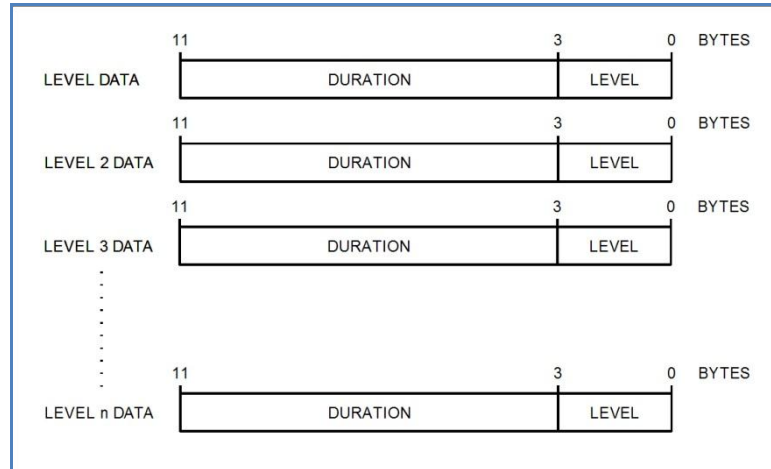 11 3 0 BYTES
LEVEL DATA DURATION LEVEL
11 3 0 BYTES
LEVEL 2 DATA DURATION LEVEL
11 3 0 BYTES
LEVEL 3 DATA DURATION LEVEL
11 3 0 BYTES
LEVEL n DATA DURATION LEVEL